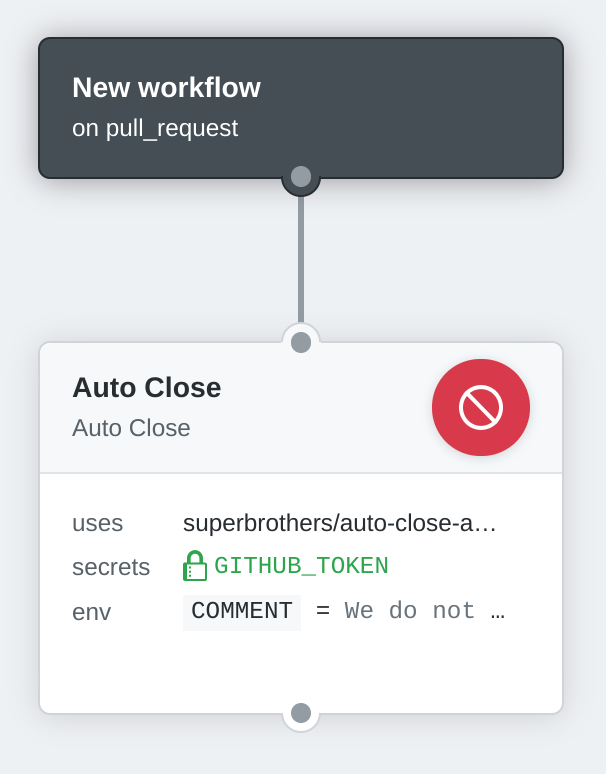 New workflow
on pull_request
Auto Close
Auto Close
uses superbrothers/auto-close-a…
secrets GITHUB_TOKEN
env COMMENT = We do not …